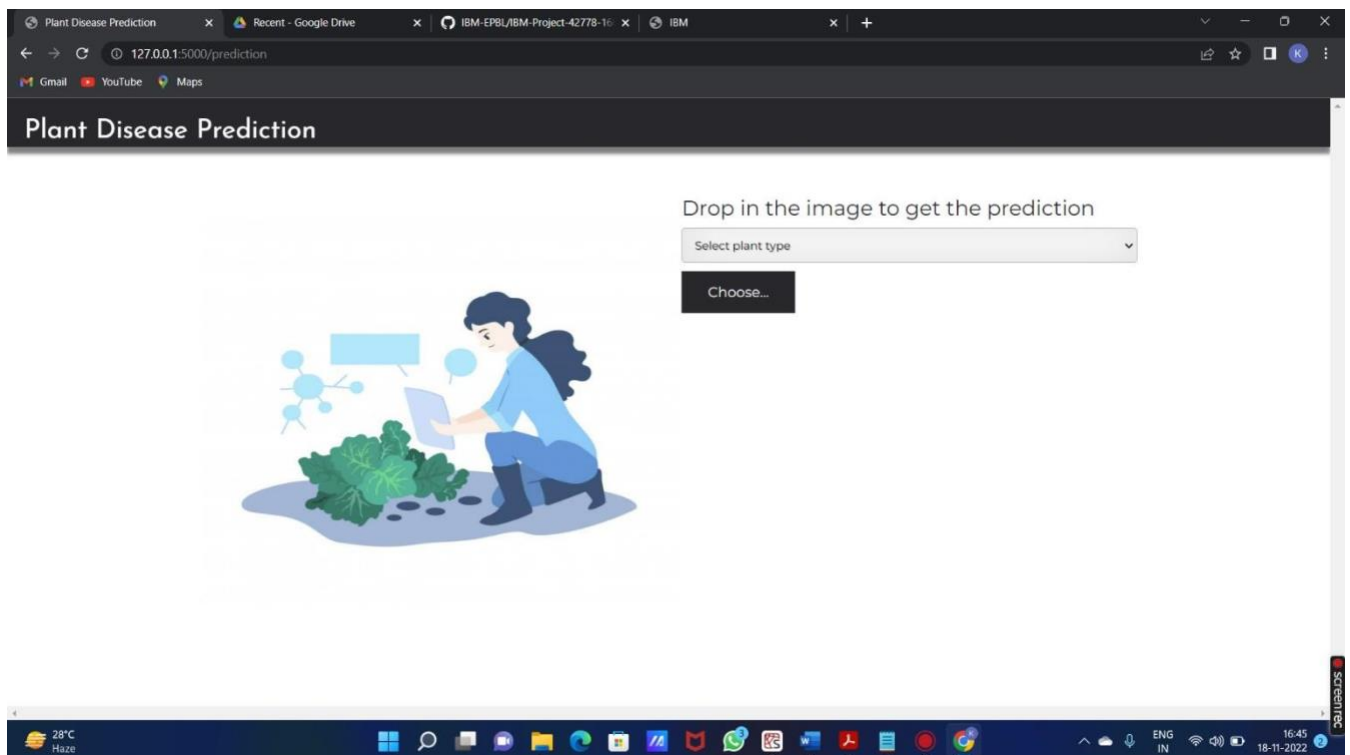 Plant Disease Prediction
Recent - Google Drive
IBM-EPBL/IBM-Project-42778-16
IBM
127.0.0.1:5000/prediction
K
Gmail
YouTube
Maps
Plant Disease Prediction
Drop in the image to get the prediction
Select plant type
Choose...
screenrec
28°C
Haze
ENG
IN
16:45
18-11-2022
2